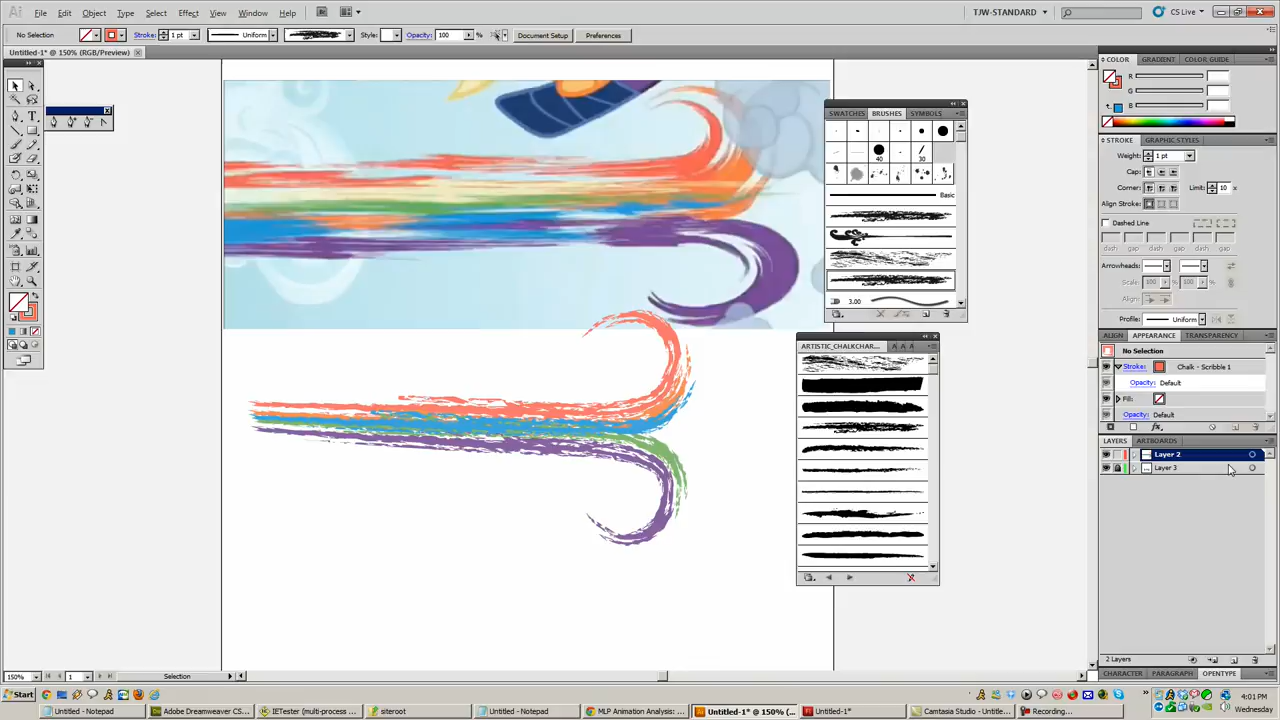 Ai File Edit Object Type Select Effect View Window Help
TJW-STANDARD
CS Live
No Selection
Stroke: 1 pt
Uniform
Style:
Opacity: 100 %
Document Setup
Preferences
Untitled-1* @ 150% (RGB/Preview)
SWATCHES BRUSHES SYMBOLS
40
30
Basic
3.00
ARTISTIC_CHALKCHAR...
COLOR GRADIENT COLOR GUIDE
R
G
B
STROKE GRAPHIC STYLES
Weight: 1 pt
Cap:
Corner: Limit: 10 x
Align Stroke:
Dashed Line
dash gap dash gap dash gap
Arrowheads:
Scale: 100 % 100 %
Align:
Profile: Uniform
ALIGN APPEARANCE TRANSPARENCY
No Selection
Stroke: Chalk - Scribble 1
Opacity: Default
Fill:
Opacity: Default
LAYERS ARTBOARDS
Layer 2
Layer 3
2 Layers
CHARACTER PARAGRAPH OPENTYPE
150% 1 Selection
Start
4:01 PM
Untitled - Notepad
Adobe Dreamweaver CS...
IETester (multi-process ...
siteroot
Untitled - Notepad
MLP Animation Analysis: ...
Untitled-1* @ 150% (...
Untitled-1*
Camtasia Studio - Untitle...
Recording...
Wednesday